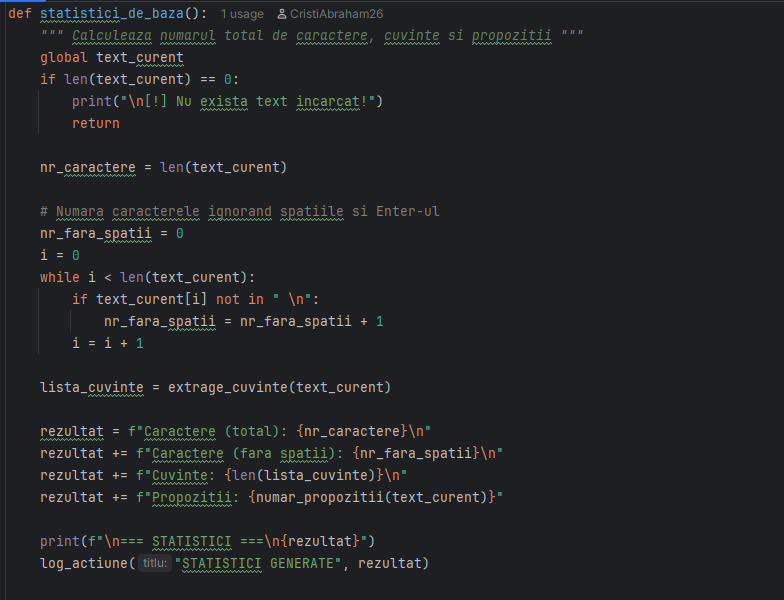 def statistici_de_baza():  1 usage  CristiAbraham26
    """ Calculeaza numarul total de caractere, cuvinte si propozitii """
    global text_curent
    if len(text_curent) == 0:
        print("\n[!] Nu exista text incarcat!")
        return

    nr_caractere = len(text_curent)

    # Numara caracterele ignorand spatiile si Enter-ul
    nr_fara_spatii = 0
    i = 0
    while i < len(text_curent):
        if text_curent[i] not in " \n":
            nr_fara_spatii = nr_fara_spatii + 1
        i = i + 1

    lista_cuvinte = extrage_cuvinte(text_curent)

    rezultat = f"Caractere (total): {nr_caractere}\n"
    rezultat += f"Caractere (fara spatii): {nr_fara_spatii}\n"
    rezultat += f"Cuvinte: {len(lista_cuvinte)}\n"
    rezultat += f"Propozitii: {numar_propozitii(text_curent)}"

    print(f"\n=== STATISTICI ===\n{rezultat}")
    log_actiune( titlu: "STATISTICI GENERATE", rezultat)